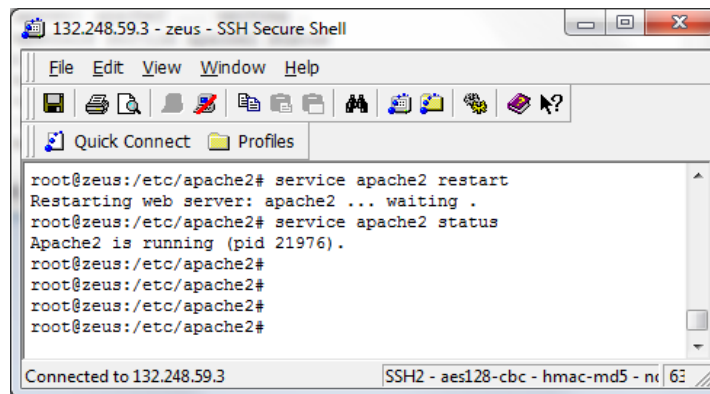 132.248.59.3 - zeus - SSH Secure Shell
File Edit View Window Help
Quick Connect Profiles
root@zeus:/etc/apache2# service apache2 restart
Restarting web server: apache2 ... waiting .
root@zeus:/etc/apache2# service apache2 status
Apache2 is running (pid 21976).
root@zeus:/etc/apache2#
root@zeus:/etc/apache2#
root@zeus:/etc/apache2#
root@zeus:/etc/apache2#
Connected to 132.248.59.3 SSH2 - aes128-cbc - hmac-md5 -